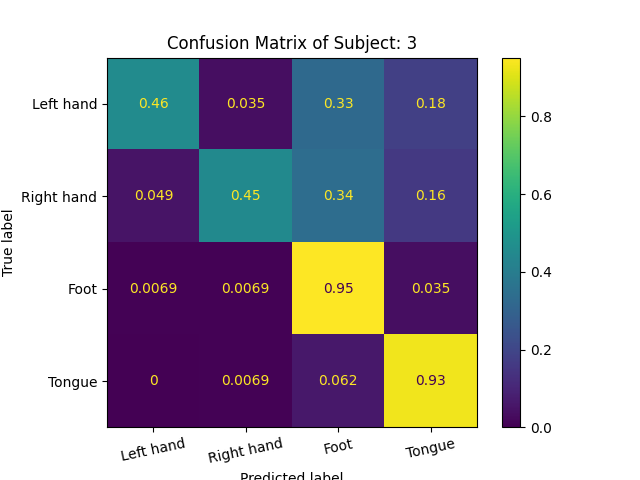 Confusion Matrix of Subject: 3
True label
Left hand 0.46 0.035 0.33 0.18
Right hand 0.049 0.45 0.34 0.16
Foot 0.0069 0.0069 0.95 0.035
Tongue 0 0.0069 0.062 0.93
Left hand Right hand Foot Tongue
Predicted label
0.8
0.6
0.4
0.2
0.0